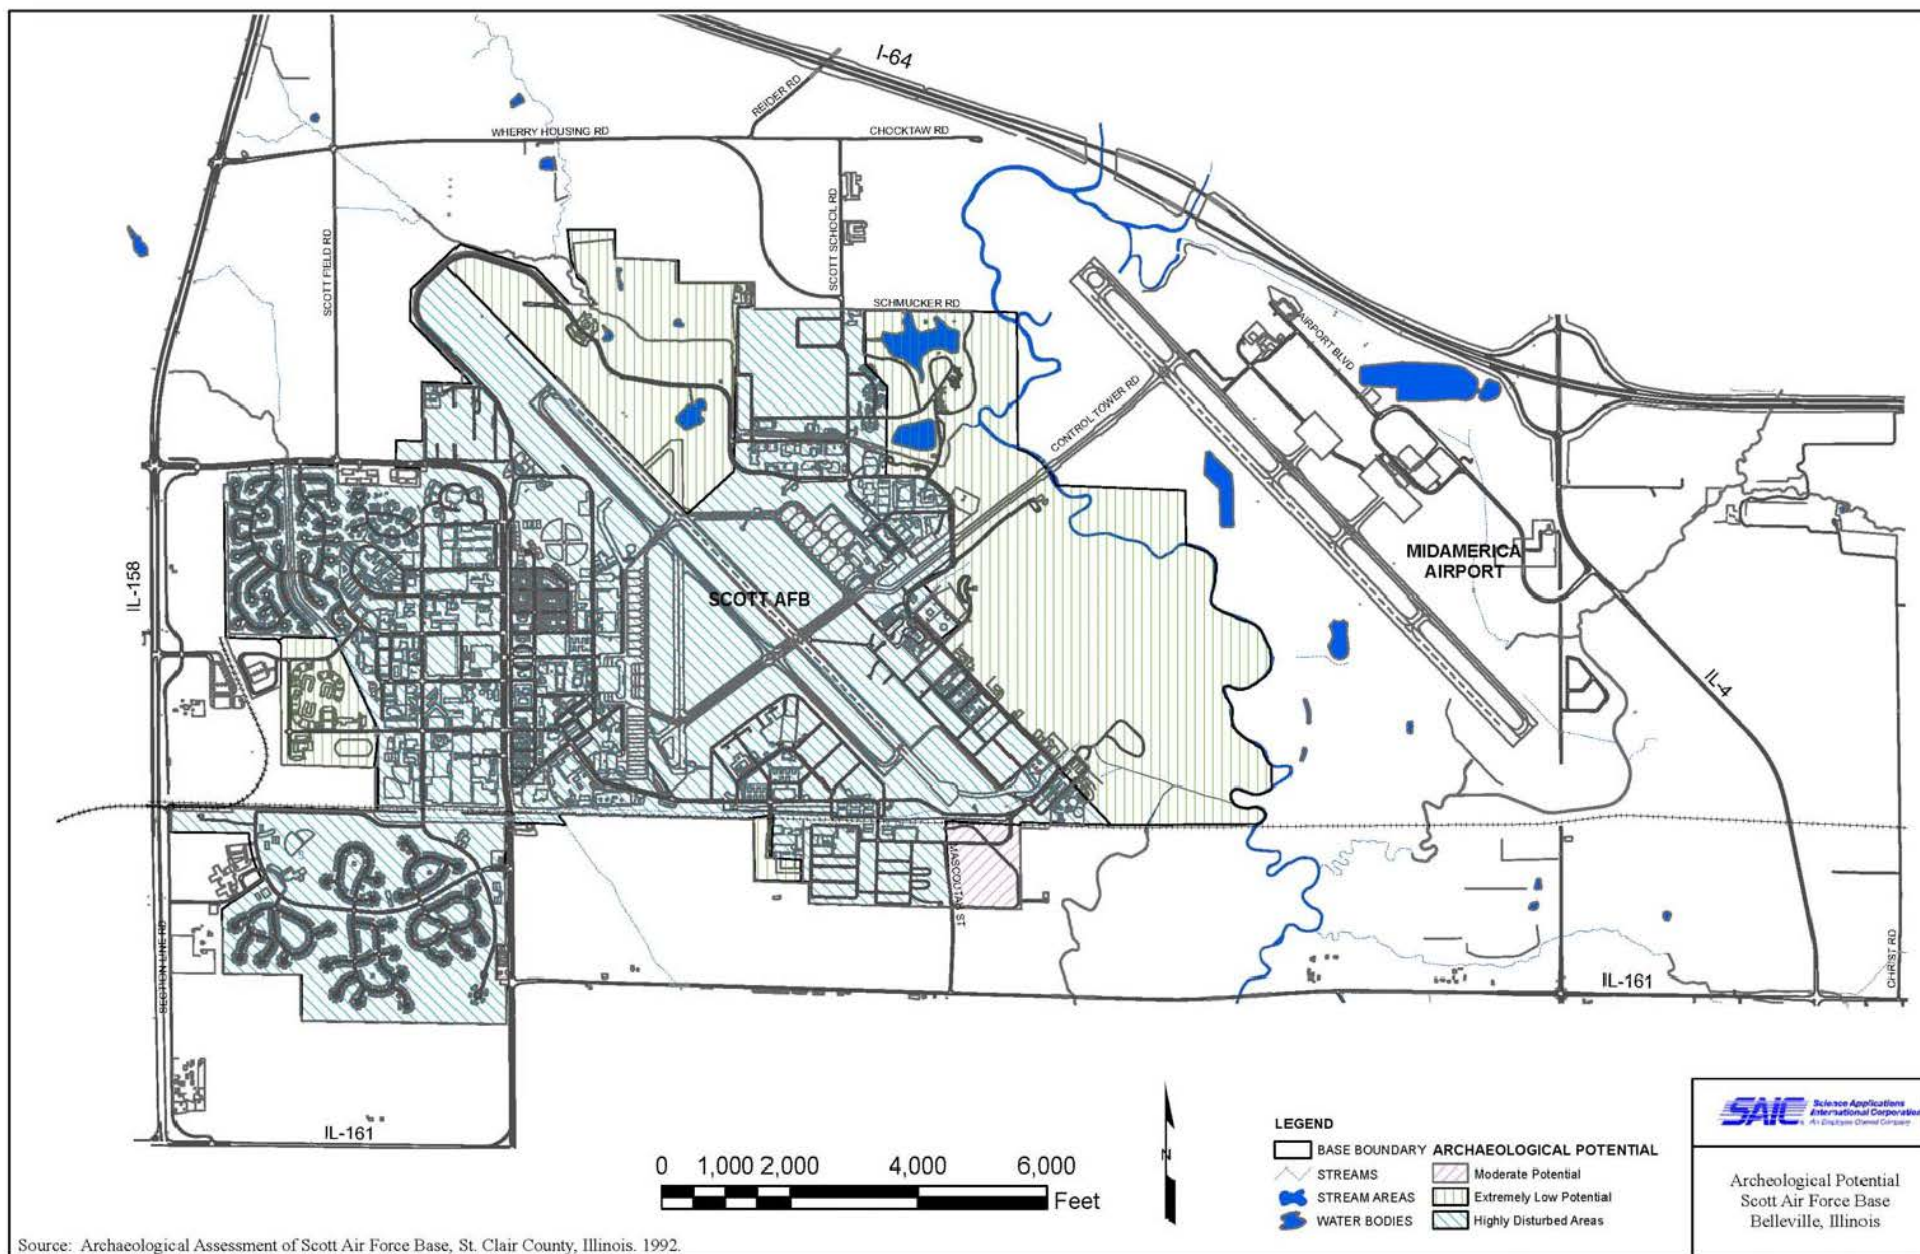 I-64
REIDER RD
WHERRY HOUSING RD
CHOCKTAW RD
SCOTT FIELD RD
SCOTT SCHOOL RD
SCHMUCKER RD
AIRPORT BLVD
CONTROL TOWER RD
IL-158
SCOTT AFB
MIDAMERICA
AIRPORT
IL-4
MASCOUTAH ST
SECTION LINE RD
CHRIST RD
IL-161
IL-161
0 1,000 2,000 4,000 6,000
Feet
N
LEGEND
BASE BOUNDARY
STREAMS
STREAM AREAS
WATER BODIES
ARCHAEOLOGICAL POTENTIAL
Moderate Potential
Extremely Low Potential
Highly Disturbed Areas
SAIC
Science Applications
International Corporation
An Employee-Owned Company
Archeological Potential
Scott Air Force Base
Belleville, Illinois
Source: Archaeological Assessment of Scott Air Force Base, St. Clair County, Illinois. 1992.